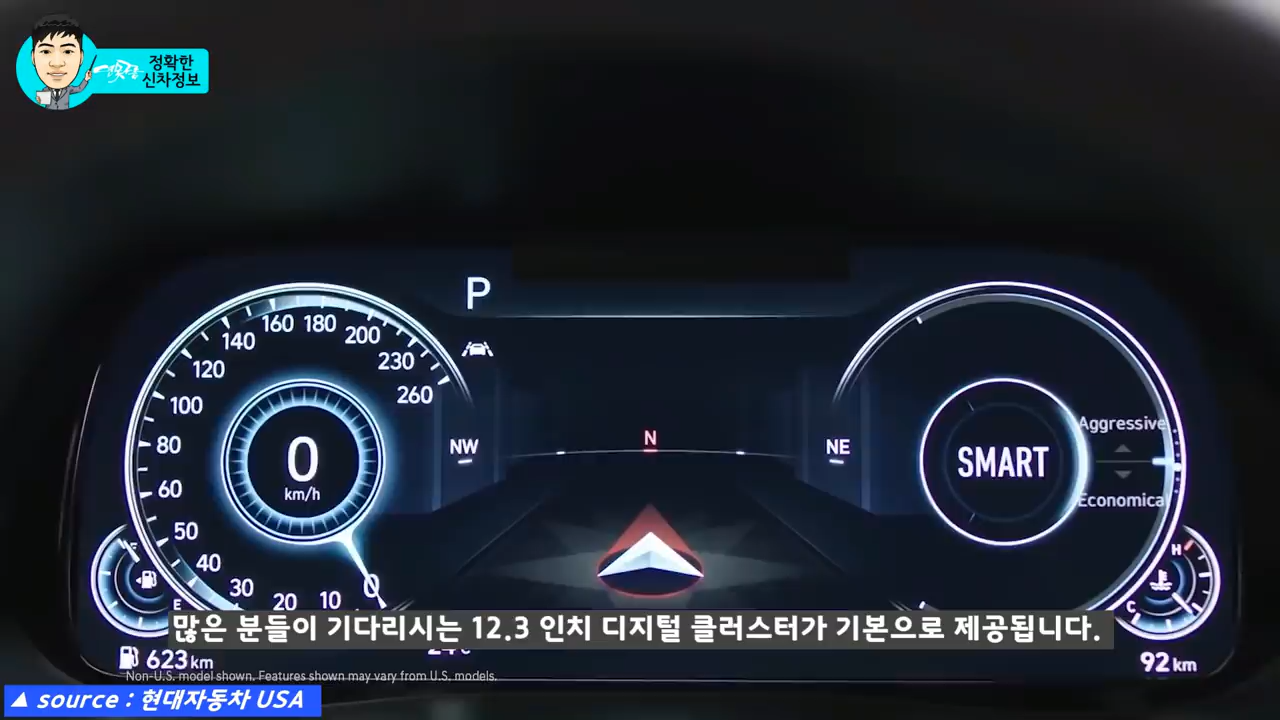 정확한
신차정보
P
160 180
140 200
120 230
100 260
80
60
50
40
30
20 10 0
0
km/h
NW
N
NE
SMART
Aggressive
Economical
E
H
C
많은 분들이 기다리시는 12.3 인치 디지털 클러스터가 기본으로 제공됩니다.
623 km
92 km
Non-U.S. model shown. Features shown may vary from U.S. models.
▲ source : 현대자동차 USA